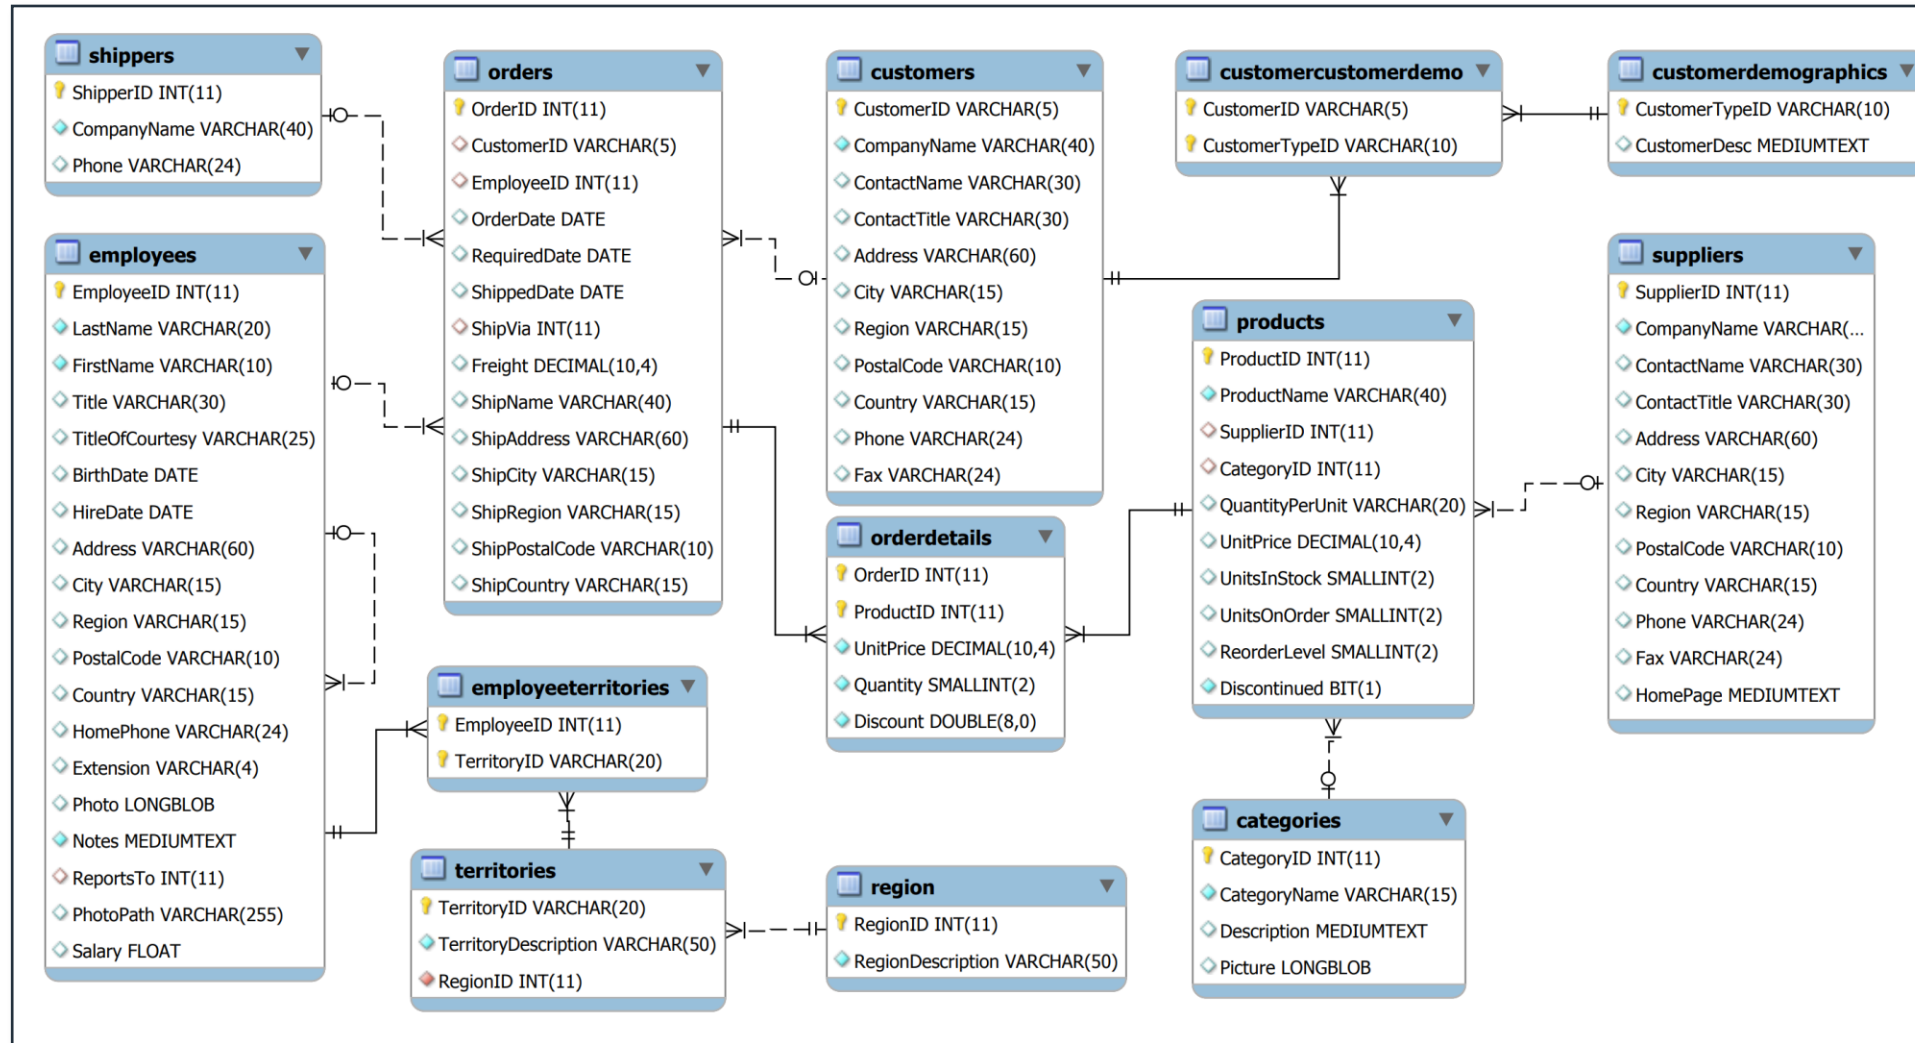 shippers
ShipperID INT(11)
CompanyName VARCHAR(40)
Phone VARCHAR(24)
employees
EmployeeID INT(11)
LastName VARCHAR(20)
FirstName VARCHAR(10)
Title VARCHAR(30)
TitleOfCourtesy VARCHAR(25)
BirthDate DATE
HireDate DATE
Address VARCHAR(60)
City VARCHAR(15)
Region VARCHAR(15)
PostalCode VARCHAR(10)
Country VARCHAR(15)
HomePhone VARCHAR(24)
Extension VARCHAR(4)
Photo LONGBLOB
Notes MEDIUMTEXT
ReportsTo INT(11)
PhotoPath VARCHAR(255)
Salary FLOAT
orders
OrderID INT(11)
CustomerID VARCHAR(5)
EmployeeID INT(11)
OrderDate DATE
RequiredDate DATE
ShippedDate DATE
ShipVia INT(11)
Freight DECIMAL(10,4)
ShipName VARCHAR(40)
ShipAddress VARCHAR(60)
ShipCity VARCHAR(15)
ShipRegion VARCHAR(15)
ShipPostalCode VARCHAR(10)
ShipCountry VARCHAR(15)
employeeterritories
EmployeeID INT(11)
TerritoryID VARCHAR(20)
territories
TerritoryID VARCHAR(20)
TerritoryDescription VARCHAR(50)
RegionID INT(11)
customers
CustomerID VARCHAR(5)
CompanyName VARCHAR(40)
ContactName VARCHAR(30)
ContactTitle VARCHAR(30)
Address VARCHAR(60)
City VARCHAR(15)
Region VARCHAR(15)
PostalCode VARCHAR(10)
Country VARCHAR(15)
Phone VARCHAR(24)
Fax VARCHAR(24)
orderdetails
OrderID INT(11)
ProductID INT(11)
UnitPrice DECIMAL(10,4)
Quantity SMALLINT(2)
Discount DOUBLE(8,0)
region
RegionID INT(11)
RegionDescription VARCHAR(50)
customercustomerdemo
CustomerID VARCHAR(5)
CustomerTypeID VARCHAR(10)
products
ProductID INT(11)
ProductName VARCHAR(40)
SupplierID INT(11)
CategoryID INT(11)
QuantityPerUnit VARCHAR(20)
UnitPrice DECIMAL(10,4)
UnitsInStock SMALLINT(2)
UnitsOnOrder SMALLINT(2)
ReorderLevel SMALLINT(2)
Discontinued BIT(1)
categories
CategoryID INT(11)
CategoryName VARCHAR(15)
Description MEDIUMTEXT
Picture LONGBLOB
customerdemographics
CustomerTypeID VARCHAR(10)
CustomerDesc MEDIUMTEXT
suppliers
SupplierID INT(11)
CompanyName VARCHAR(...
ContactName VARCHAR(30)
ContactTitle VARCHAR(30)
Address VARCHAR(60)
City VARCHAR(15)
Region VARCHAR(15)
PostalCode VARCHAR(10)
Country VARCHAR(15)
Phone VARCHAR(24)
Fax VARCHAR(24)
HomePage MEDIUMTEXT